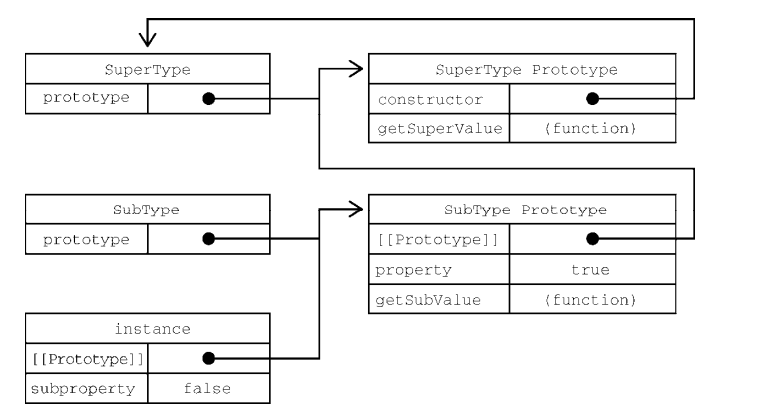 SuperType
prototype
SuperType Prototype
constructor
getSuperValue (function)
SubType
prototype
SubType Prototype
[[Prototype]]
property true
getSubValue (function)
instance
[[Prototype]]
subproperty false